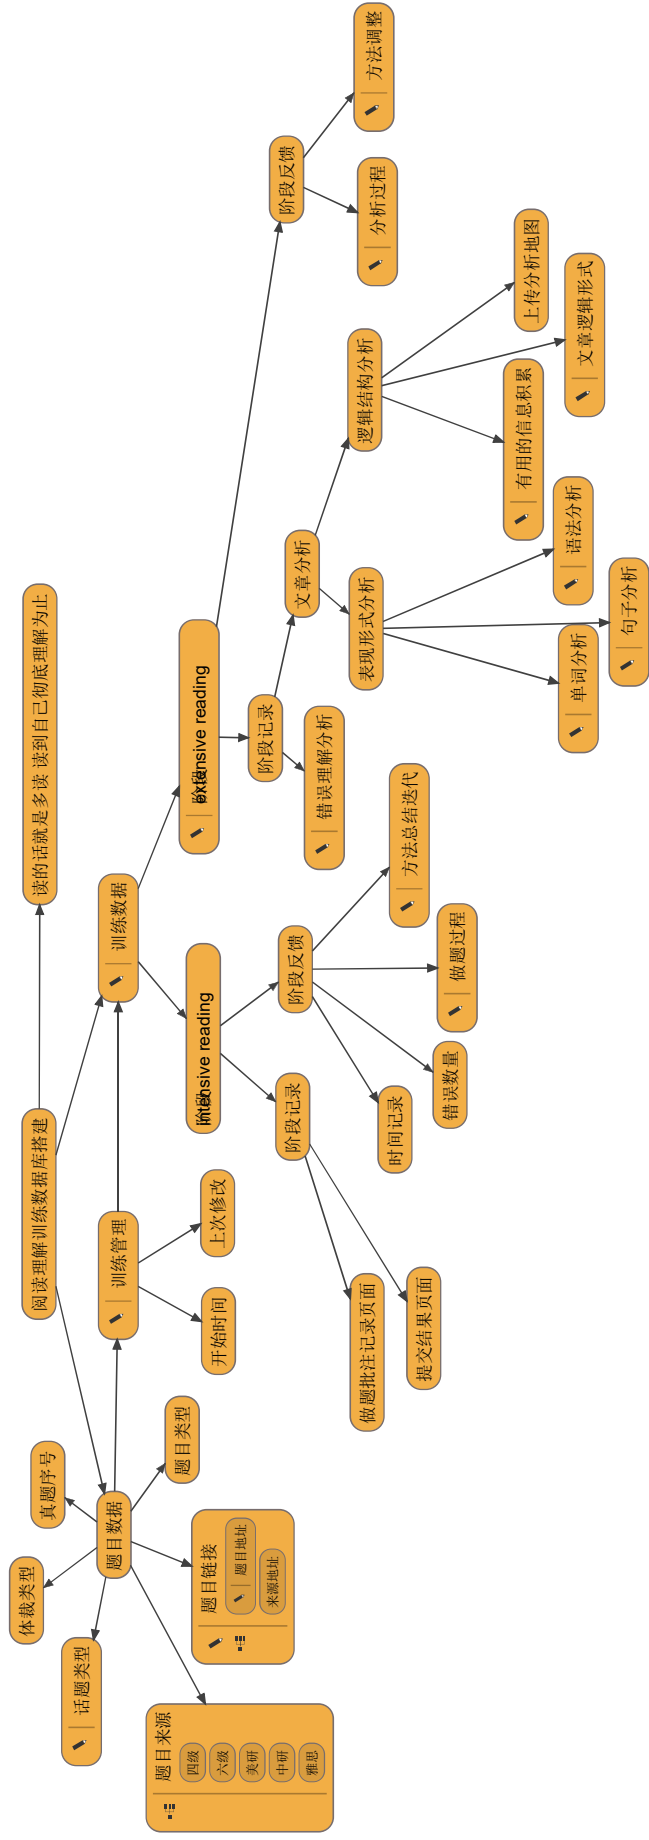 阅读理解训练数据库搭建
读的话就是多读 读到自己彻底理解为止
题目数据
训练管理
训练数据
体裁类型
真题序号
话题类型
题目类型
题目来源
四级
六级
美研
中研
雅思
题目链接
题目地址
来源地址
开始时间
上次修改
intensive reading
阶段
extensive reading
阶段
阶段记录
做题批注记录页面
提交结果页面
阶段反馈
时间记录
错误数量
做题过程
方法总结迭代
阶段记录
错误理解分析
文章分析
表现形式分析
单词分析
句子分析
语法分析
逻辑结构分析
有用的信息积累
文章逻辑形式
上传分析地图
阶段反馈
分析过程
方法调整